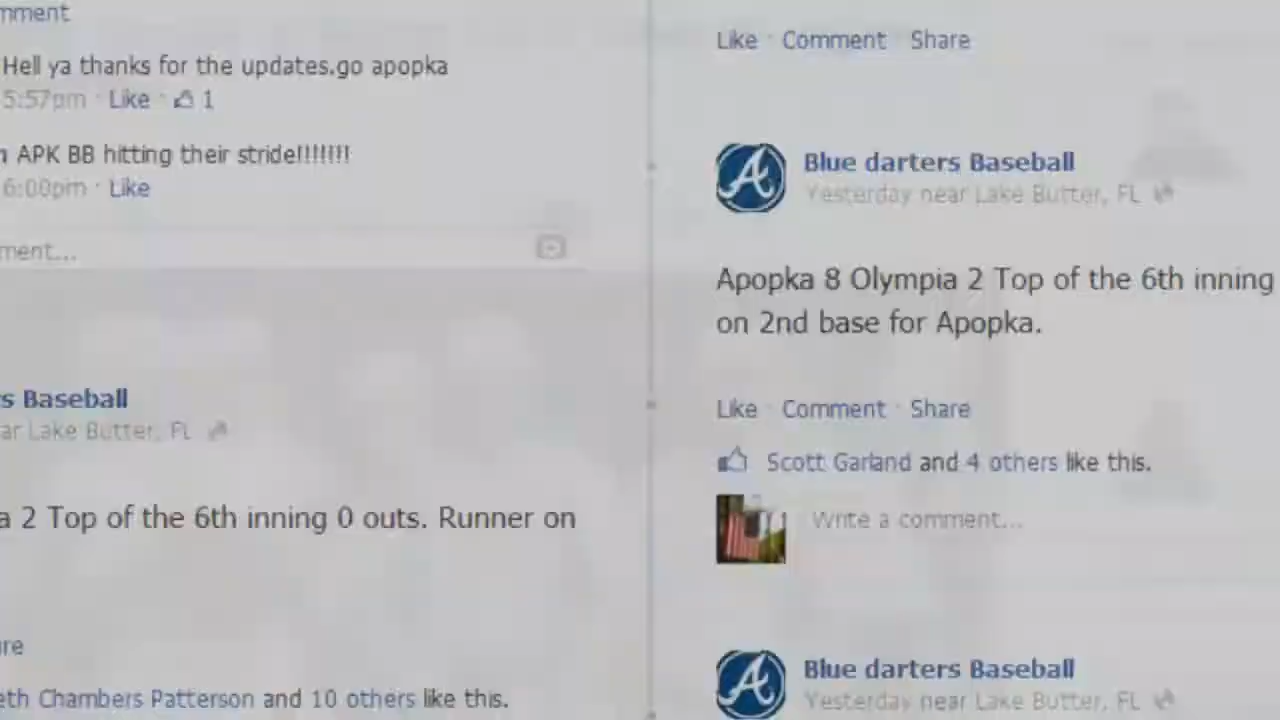 mment
Hell ya thanks for the updates.go apopka
5:57pm · Like · 1
APK BB hitting their stride!!!!!!!
6:00pm · Like
ment...
s Baseball
ar Lake Butter, FL
a 2 Top of the 6th inning 0 outs. Runner on
re
eth Chambers Patterson and 10 others like this.
Like · Comment · Share
Blue darters Baseball
Yesterday near Lake Butter, FL
Apopka 8 Olympia 2 Top of the 6th inning
on 2nd base for Apopka.
Like · Comment · Share
Scott Garland and 4 others like this.
Write a comment...
Blue darters Baseball
Yesterday near Lake Butter, FL